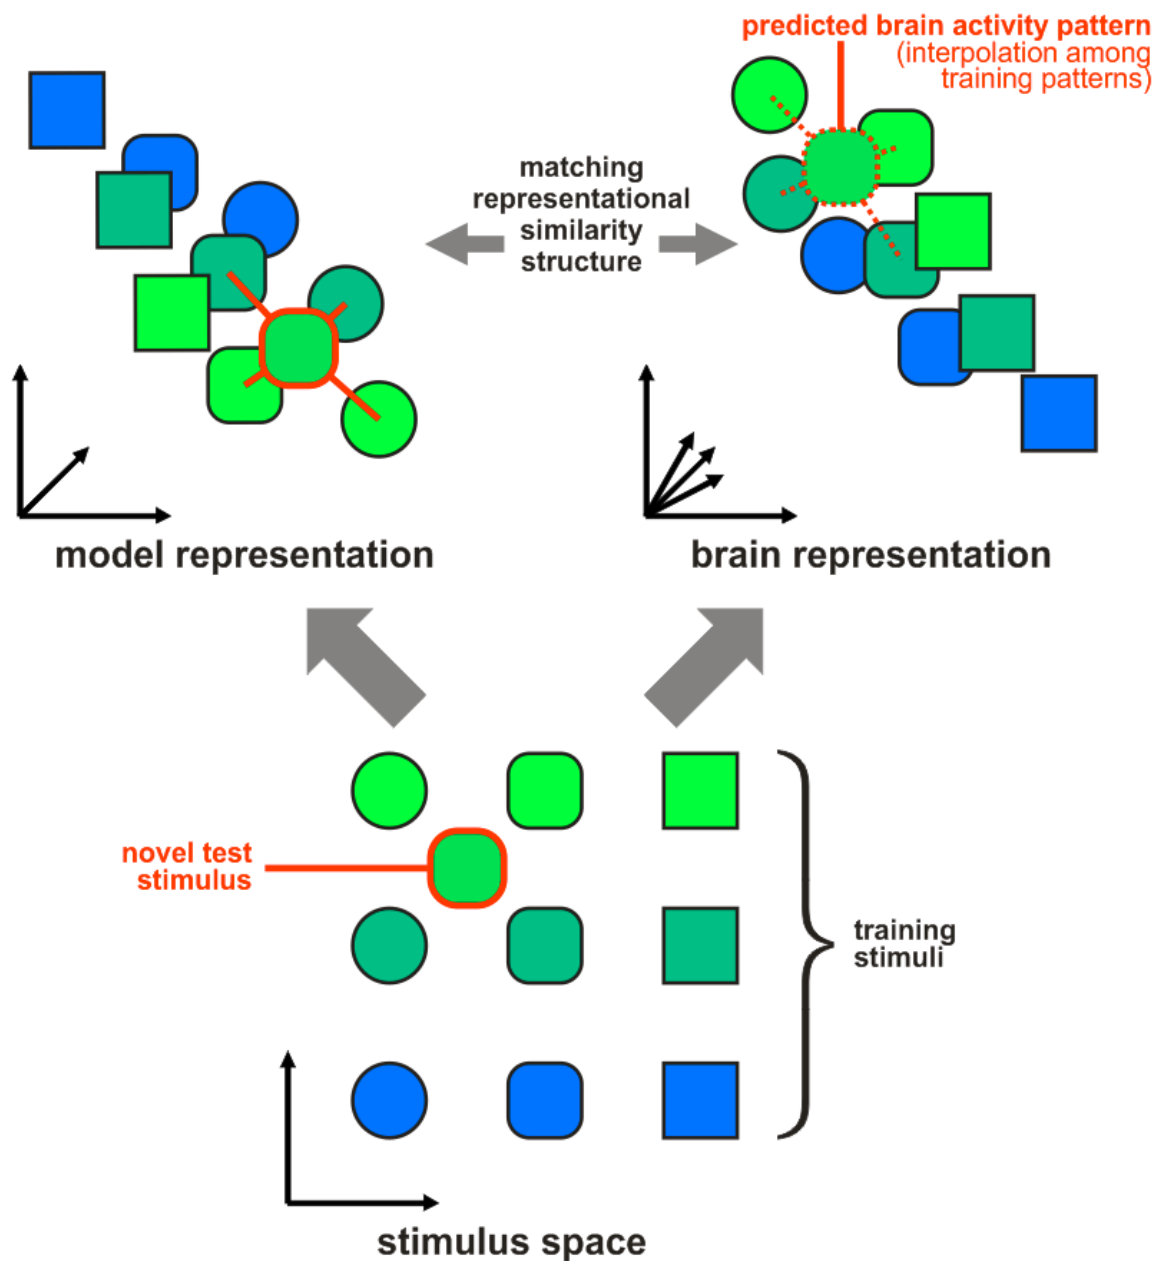 predicted brain activity pattern
(interpolation among
training patterns)
matching
representational
similarity
structure
model representation
brain representation
novel test
stimulus
training
stimuli
stimulus space